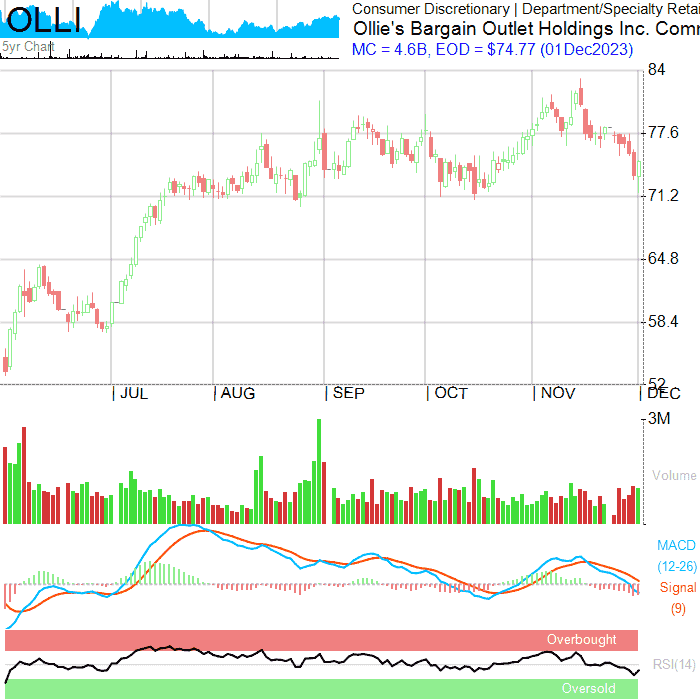 OLLI
5yr Chart
Consumer Discretionary | Department/Specialty Retai
Ollie's Bargain Outlet Holdings Inc. Comm
MC = 4.6B, EOD = $74.77 (01Dec2023)
84
77.6
71.2
64.8
58.4
52
JUL AUG SEP OCT NOV DEC
3M
Volume
MACD
(12-26)
Signal
(9)
Overbought
RSI(14)
Oversold